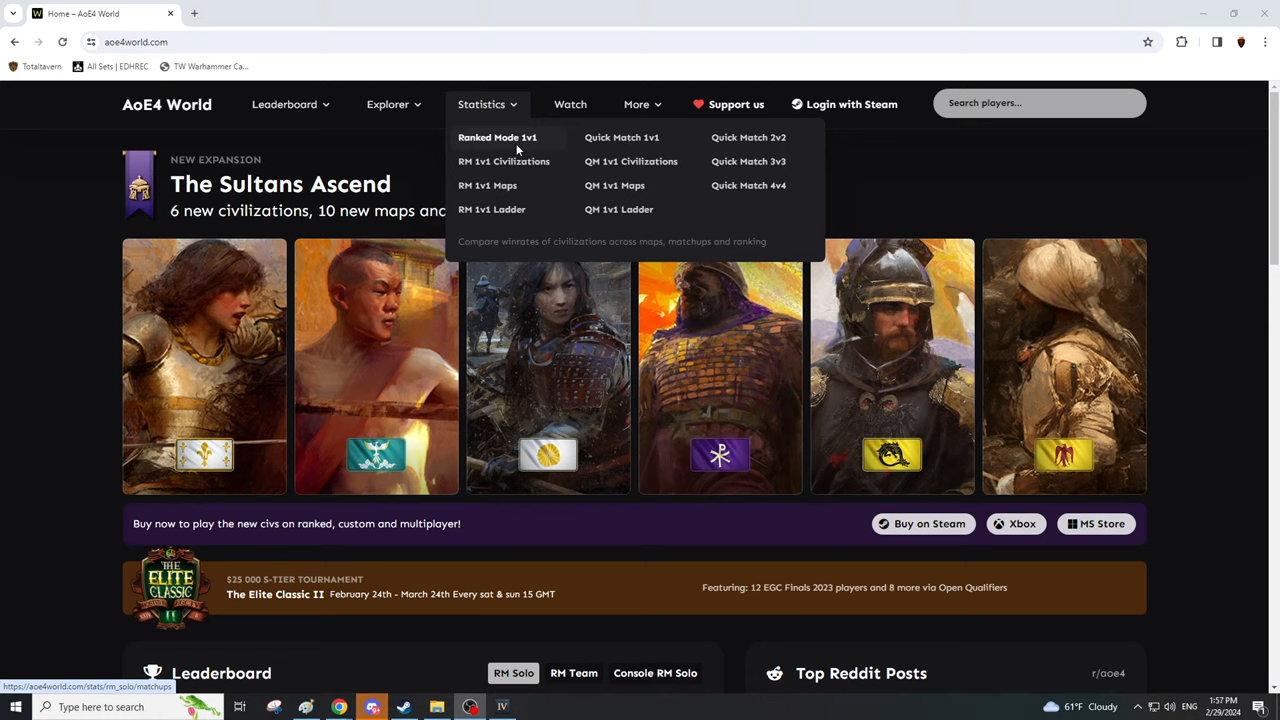 Home – AoE4 World
aoe4world.com
Totaltavern
All Sets | EDHREC
TW Warhammer Ca...
AoE4 World
Leaderboard
Explorer
Statistics
Watch
More
Support us
Login with Steam
Search players...
Ranked Mode 1v1
Quick Match 1v1
Quick Match 2v2
RM 1v1 Civilizations
QM 1v1 Civilizations
Quick Match 3v3
RM 1v1 Maps
QM 1v1 Maps
Quick Match 4v4
RM 1v1 Ladder
QM 1v1 Ladder
Compare winrates of civilizations across maps, matchups and ranking
NEW EXPANSION
The Sultans Ascend
6 new civilizations, 10 new maps and
Buy now to play the new civs on ranked, custom and multiplayer!
Buy on Steam
Xbox
MS Store
THE
ELITE
CLASSIC
II
$25 000 S-TIER TOURNAMENT
The Elite Classic II February 24th - March 24th Every sat & sun 15 GMT
Featuring: 12 EGC Finals 2023 players and 8 more via Open Qualifiers
Leaderboard
RM Solo
RM Team
Console RM Solo
Top Reddit Posts
r/aoe4
https://aoe4world.com/stats/rm_solo/matchups
Type here to search
IV
61°F Cloudy
ENG
1:57 PM
2/29/2024
1